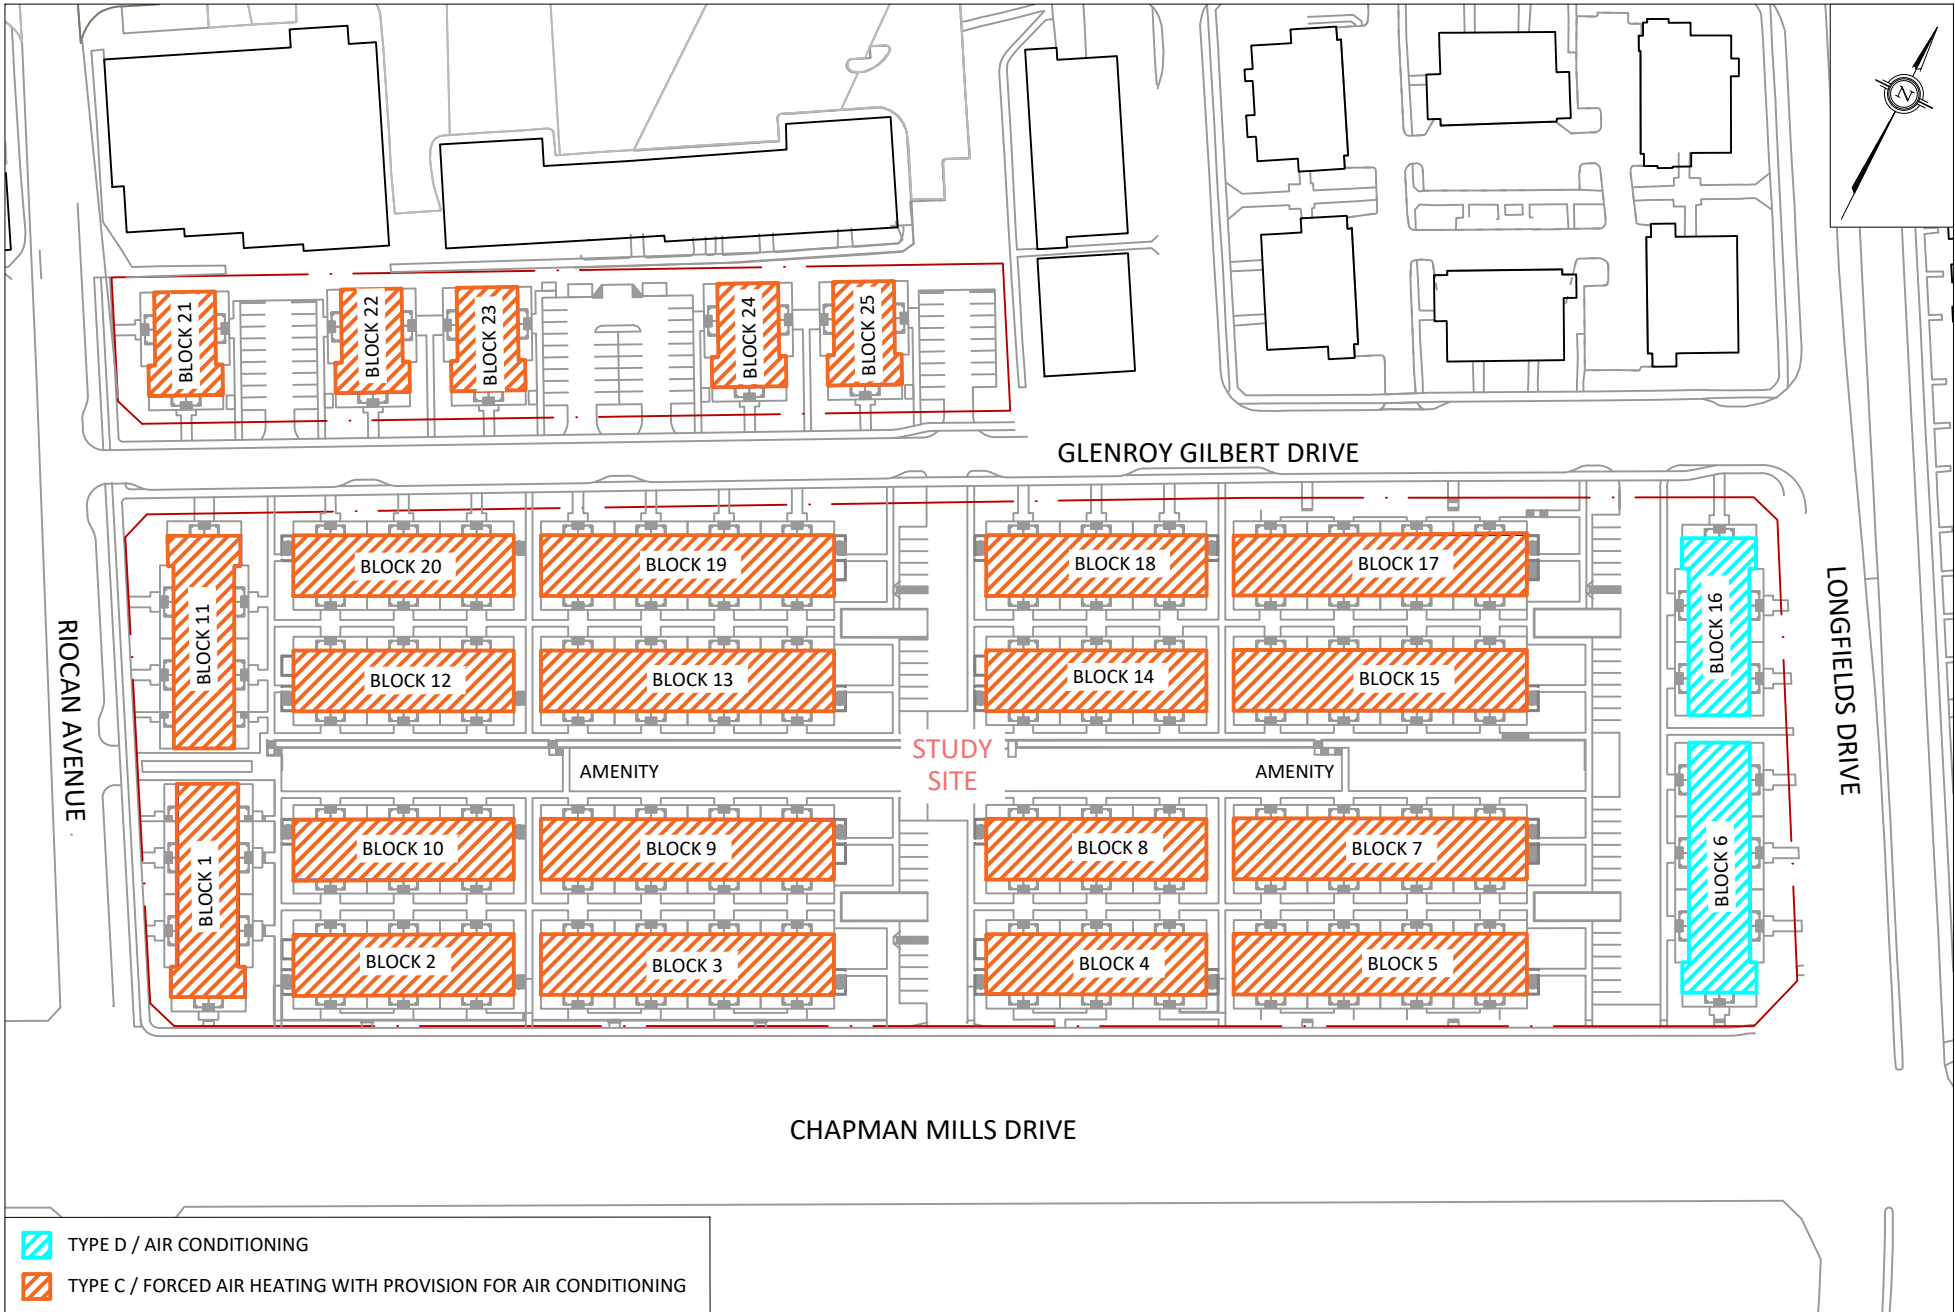 N
BLOCK 21
BLOCK 22
BLOCK 23
BLOCK 24
BLOCK 25
GLENROY GILBERT DRIVE
BLOCK 11
BLOCK 20
BLOCK 19
BLOCK 18
BLOCK 17
BLOCK 16
BLOCK 12
BLOCK 13
BLOCK 14
BLOCK 15
RIOCAN AVENUE
LONGFIELDS DRIVE
STUDY
SITE
AMENITY
AMENITY
BLOCK 1
BLOCK 10
BLOCK 9
BLOCK 8
BLOCK 7
BLOCK 6
BLOCK 2
BLOCK 3
BLOCK 4
BLOCK 5
CHAPMAN MILLS DRIVE
TYPE D / AIR CONDITIONING
TYPE C / FORCED AIR HEATING WITH PROVISION FOR AIR CONDITIONING